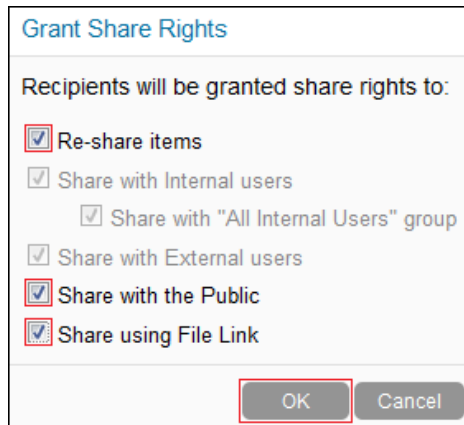 Grant Share Rights
Recipients will be granted share rights to:
Re-share items
Share with Internal users
Share with "All Internal Users" group
Share with External users
Share with the Public
Share using File Link
OK Cancel